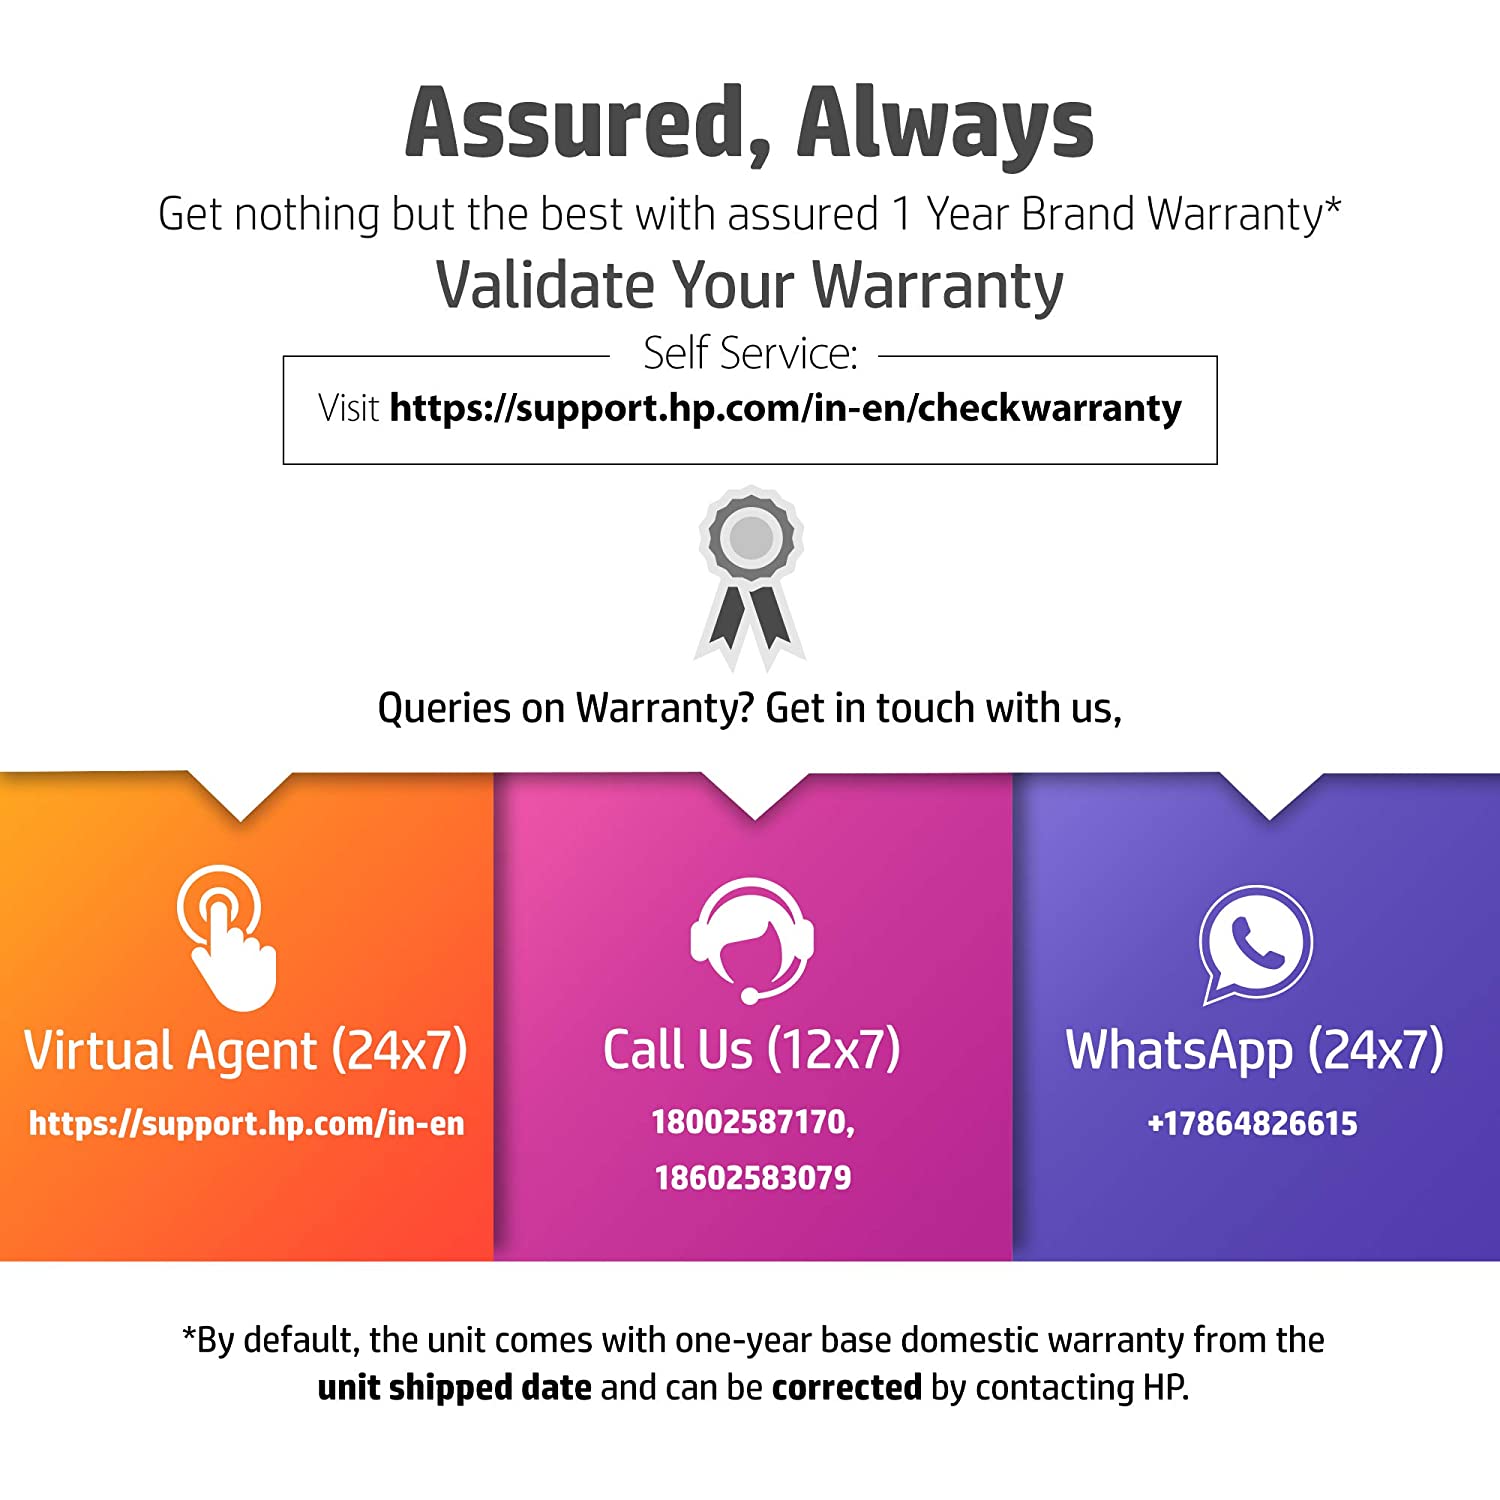 Assured, Always
Get nothing but the best with assured 1 Year Brand Warranty*
Validate Your Warranty
Self Service:
Visit https://support.hp.com/in-en/checkwarranty
Queries on Warranty? Get in touch with us,
Virtual Agent (24x7)
https://support.hp.com/in-en
Call Us (12x7)
18002587170,
18602583079
WhatsApp (24x7)
+17864826615
*By default, the unit comes with one-year base domestic warranty from the
unit shipped date and can be corrected by contacting HP.